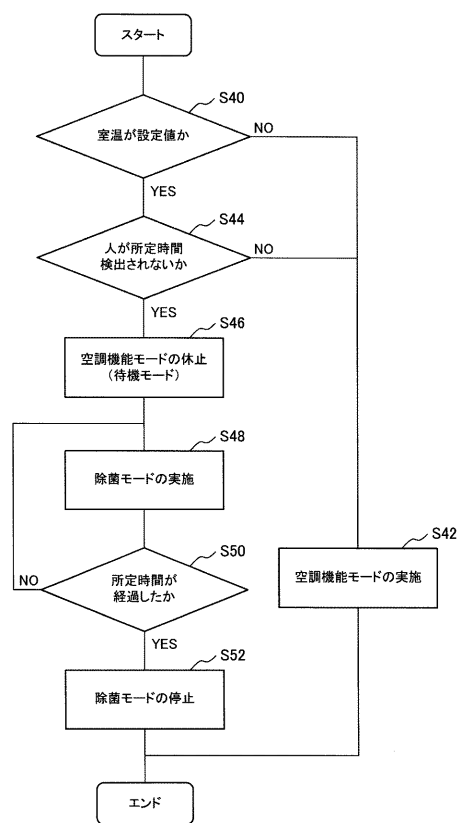 スタート
S40
室温が設定値か
NO
YES
S44
人が所定時間
検出されないか
NO
YES
S46
空調機能モードの休止
(待機モード)
S48
除菌モードの実施
S50
所定時間が
経過したか
NO
YES
S42
空調機能モードの実施
S52
除菌モードの停止
エンド